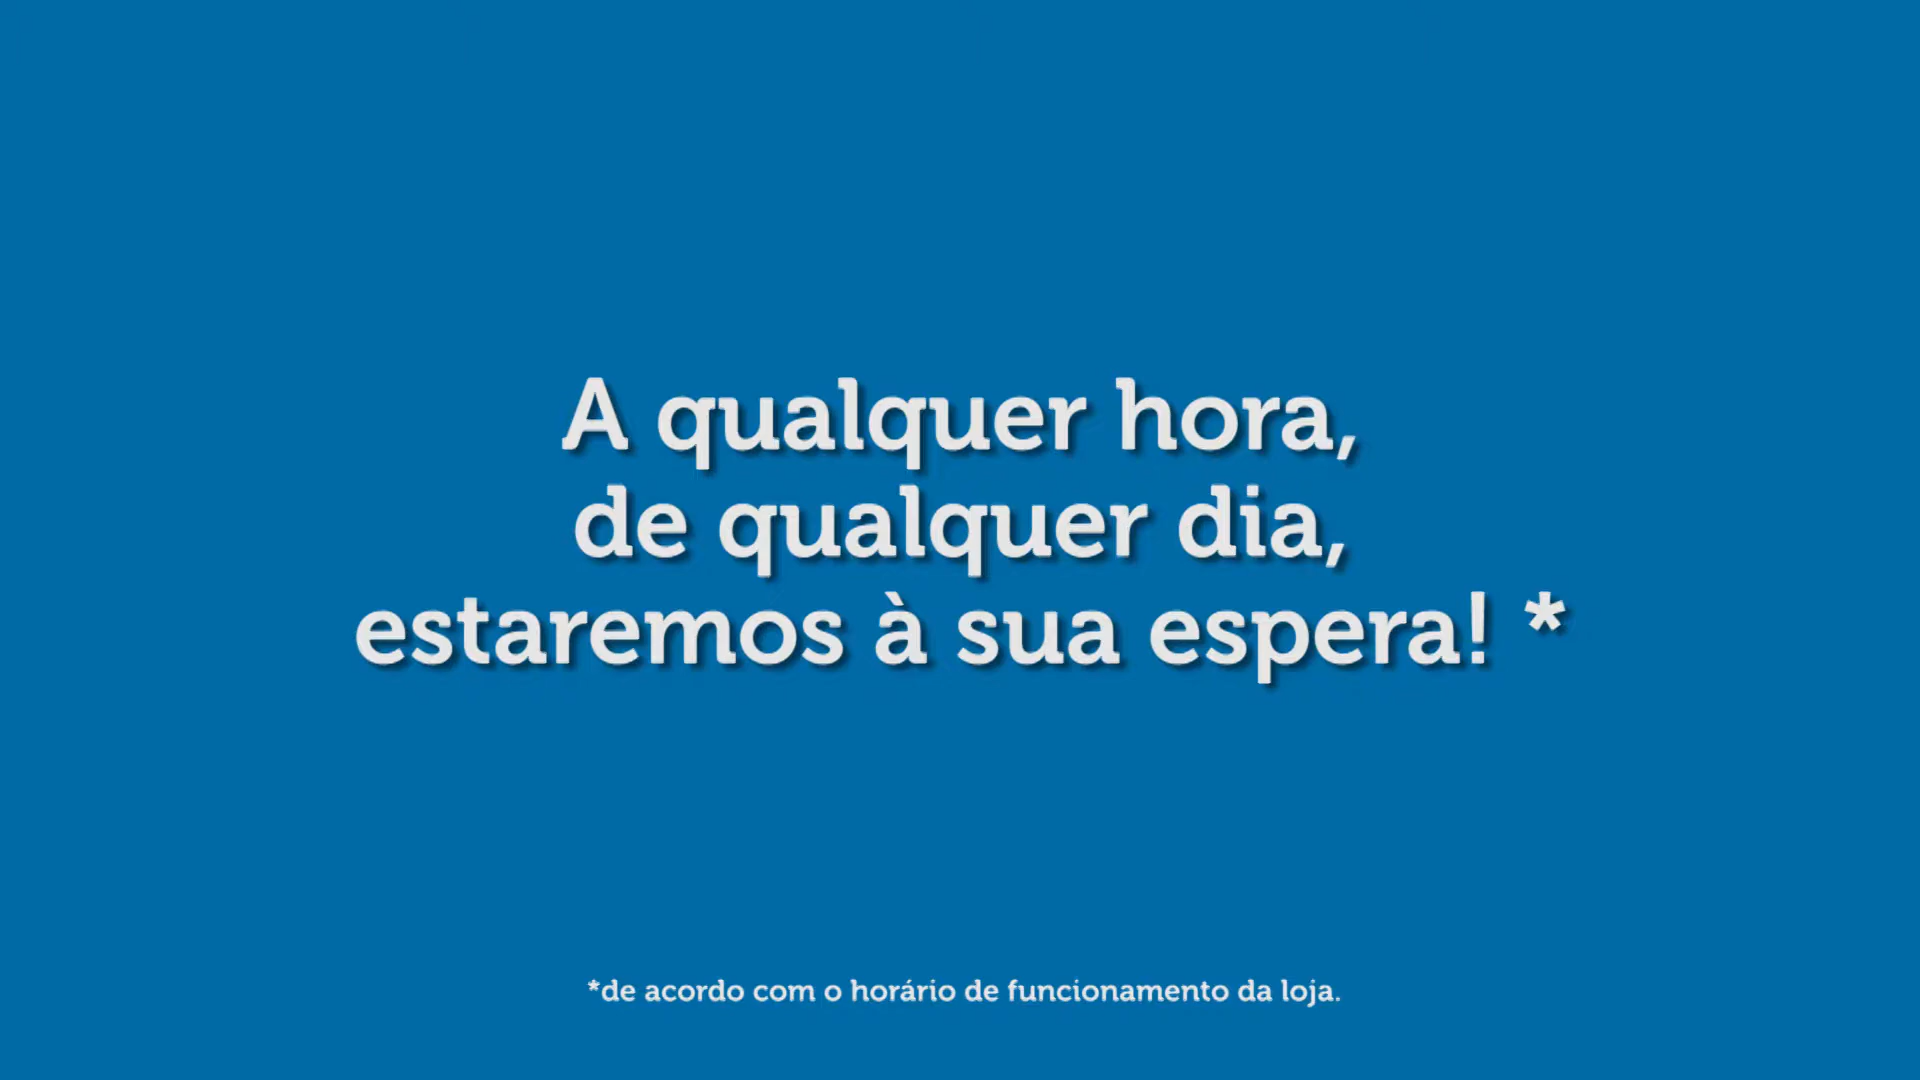 A qualquer hora,
de qualquer dia,
estaremos à sua espera! *
*de acordo com o horário de funcionamento da loja.